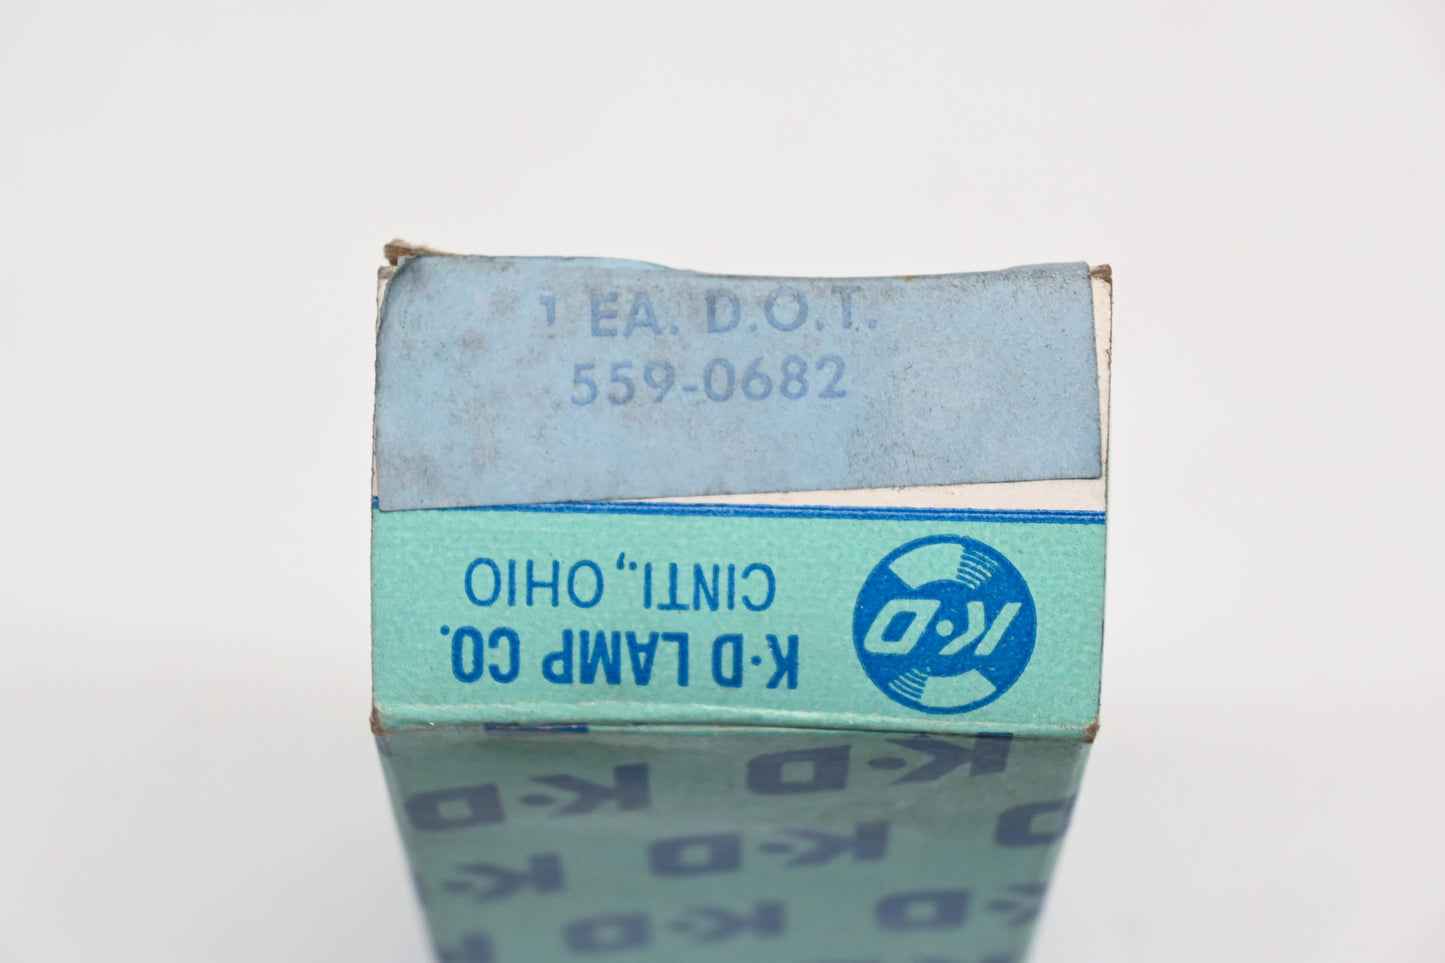 1 EA. D.O.T.
559-0682
K·D LAMP CO.
CINTI., OHIO
K·D
K·D
K·D
K·D
K·D
K·D
K·D